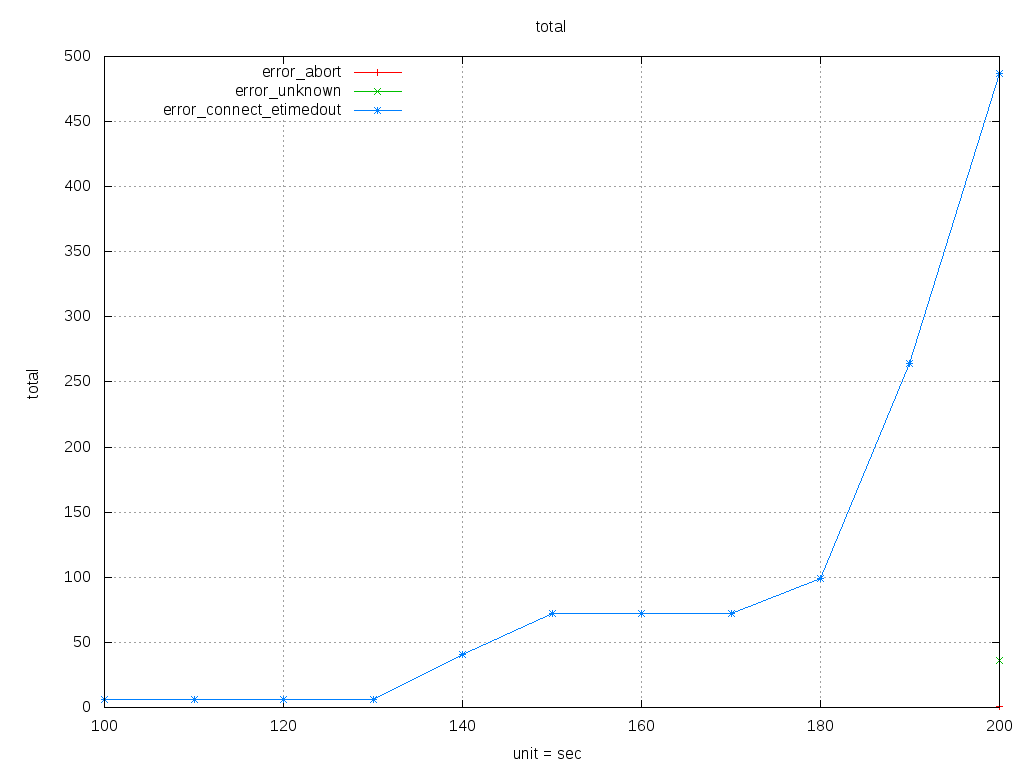 total
500
450
400
350
300
250
200
150
100
50
0
error_abort
error_unknown
error_connect_etimedout
total
100 120 140 160 180 200
unit = sec